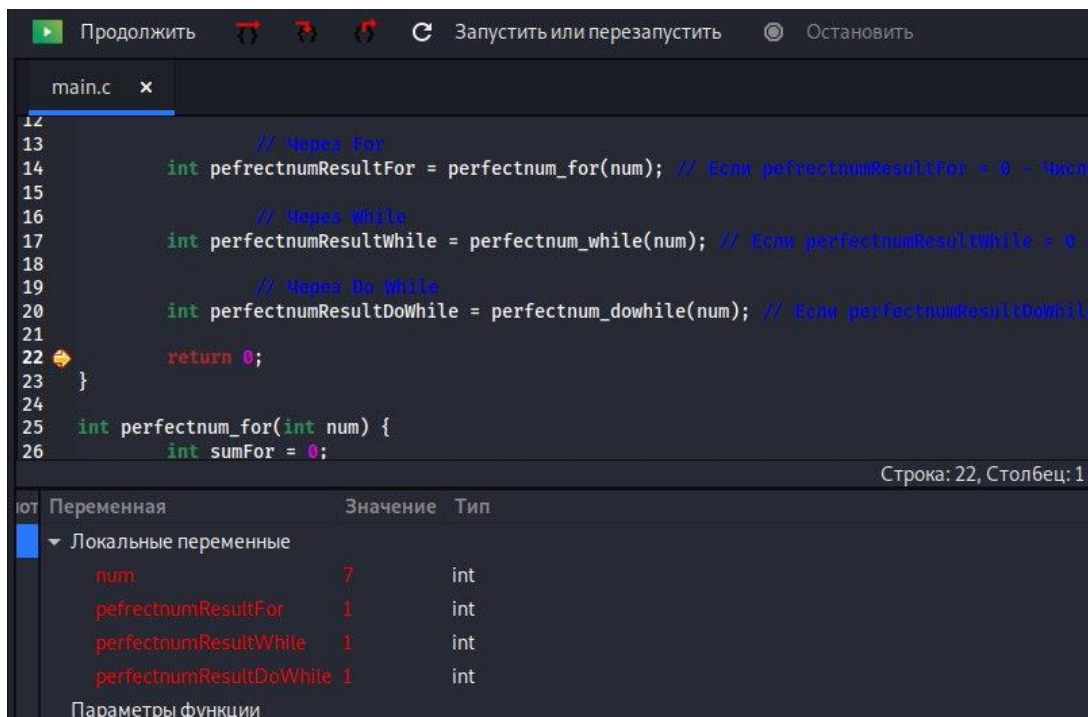 Продолжить Запустить или перезапустить Остановить
main.c ×
12
13 // Через For
14 int pefrectnumResultFor = perfectnum_for(num); // Если pefrectnumResultFor = 0 - Числ
15
16 // Через While
17 int perfectnumResultWhile = perfectnum_while(num); // Если perfectnumResultWhile = 0
18
19 // Через Do While
20 int perfectnumResultDoWhile = perfectnum_dowhile(num); // Если perfectnumResultDoWhil
21
22 return 0;
23 }
24
25 int perfectnum_for(int num) {
26 int sumFor = 0;
Строка: 22, Столбец: 1
ют Переменная Значение Тип
Локальные переменные
num 7 int
pefrectnumResultFor 1 int
perfectnumResultWhile 1 int
perfectnumResultDoWhile 1 int
Параметры функции